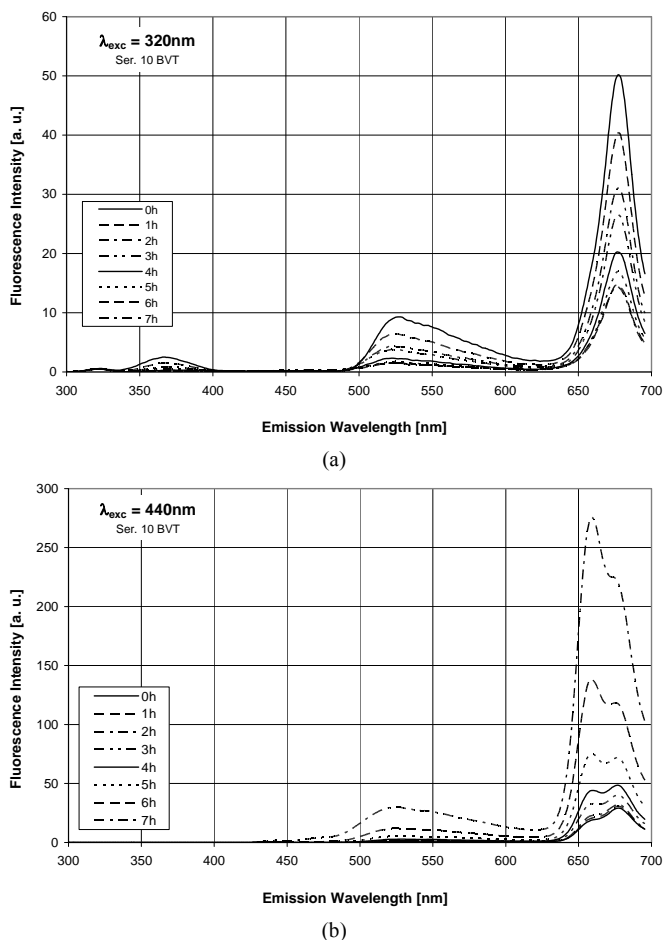 60
50
40
30
20
10
0
300 350 400 450 500 550 600 650 700
Fluorescence Intensity [a. u.]
λexc = 320nm
Ser. 10 BVT
0h
1h
2h
3h
4h
5h
6h
7h
Emission Wavelength [nm]
(a)
300
250
200
150
100
50
0
300 350 400 450 500 550 600 650 700
Fluorescence Intensity [a. u.]
λexc = 440nm
Ser. 10 BVT
0h
1h
2h
3h
4h
5h
6h
7h
Emission Wavelength [nm]
(b)